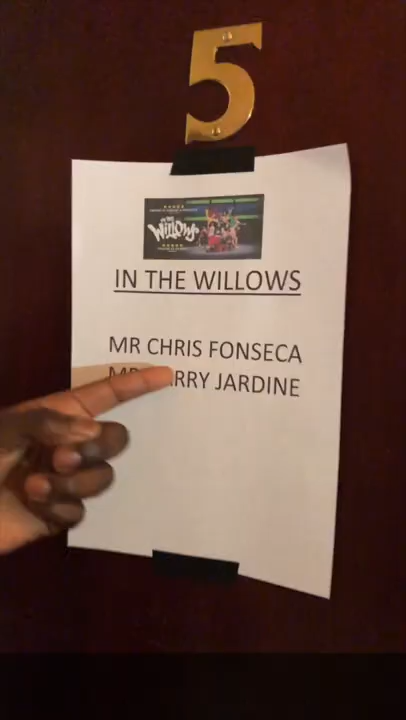 5
Willows
IN THE WILLOWS
MR CHRIS FONSECA
JARDINE